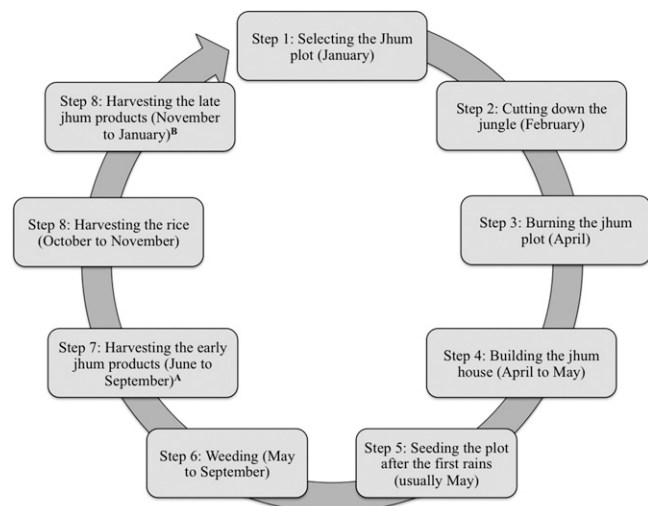 Step 1: Selecting the Jhum
plot (January)
Step 2: Cutting down the
jungle (February)
Step 3: Burning the jhum
plot (April)
Step 4: Building the jhum
house (April to May)
Step 5: Seeding the plot
after the first rains
(usually May)
Step 6: Weeding (May
to September)
Step 7: Harvesting the early
jhum products (June to
September)A
Step 8: Harvesting the rice
(October to November)
Step 8: Harvesting the late
jhum products (November
to January)B